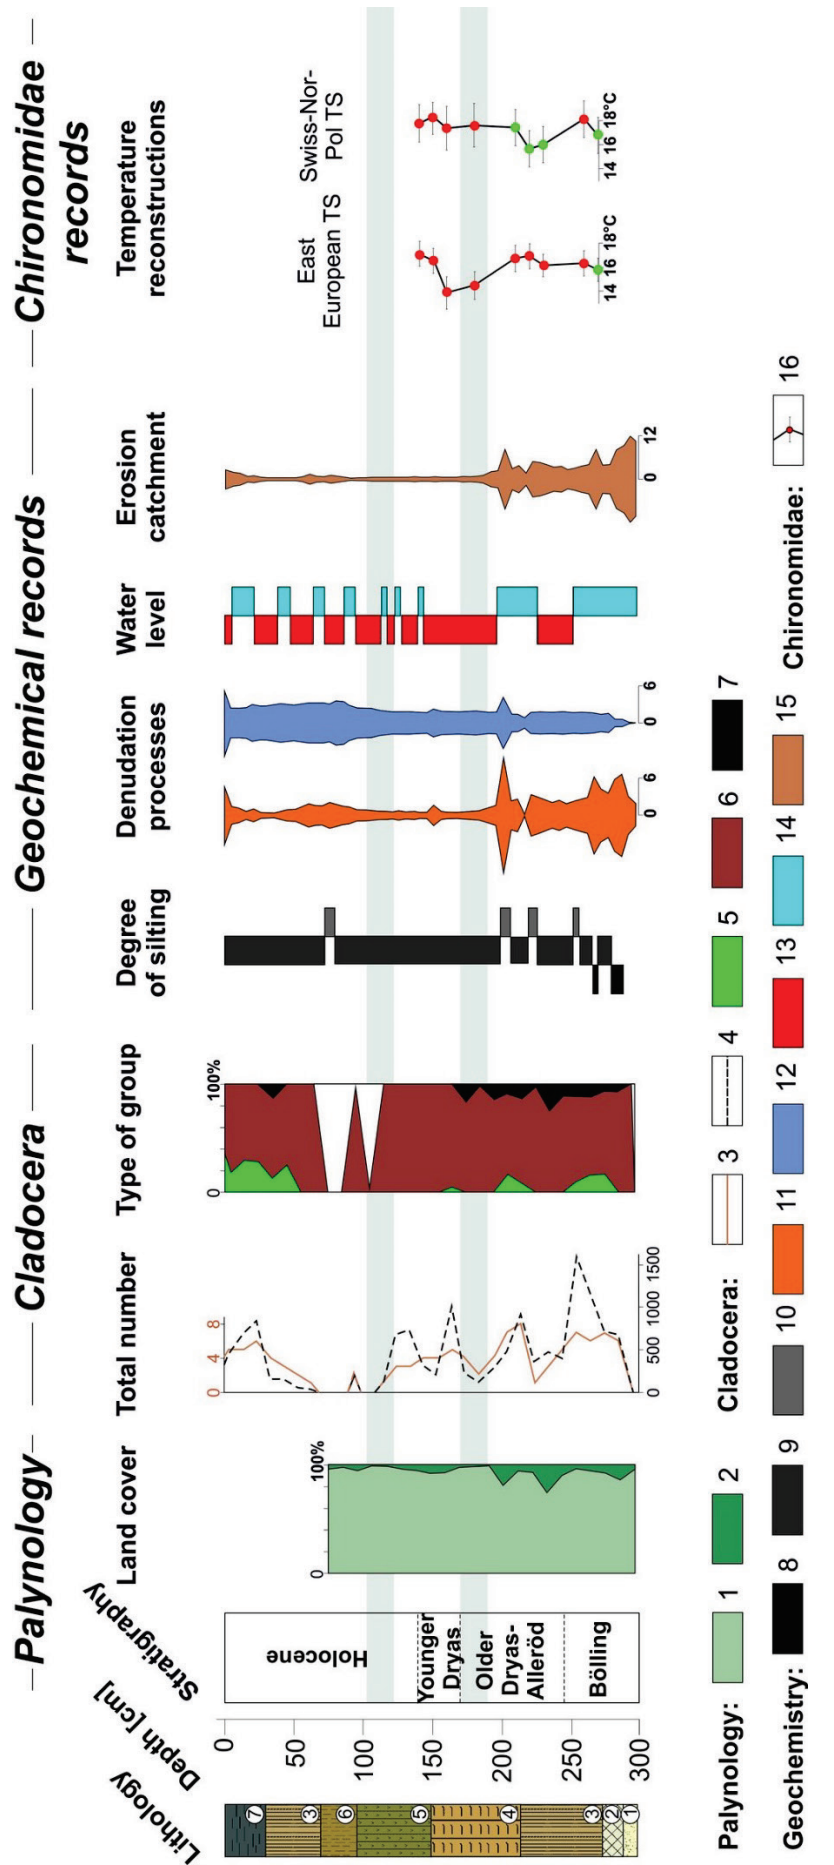 Palynology
Cladocera
Geochemical records
Chironomidae
records
Lithology
Depth [cm]
Stratigraphy
Land cover
Total number
Type of group
Degree
of silting
Denudation
processes
Water
level
Erosion
catchment
Temperature
reconstructions
East
European TS
Swiss-Nor-
Pol TS
0
50
100
150
200
250
300
7
3
6
5
4
3
2
1
Holocene
Younger
Dryas
Older
Dryas-
Alleröd
Bölling
0 100%
0 4 8
0 500 1000 1500
0 100%
0 6
0 6
0 12
14 16 18°C
14 16 18°C
Palynology: 1 2
Cladocera: 3 4 5 6 7
Geochemistry: 8 9 10 11 12 13 14 15
Chironomidae: 16